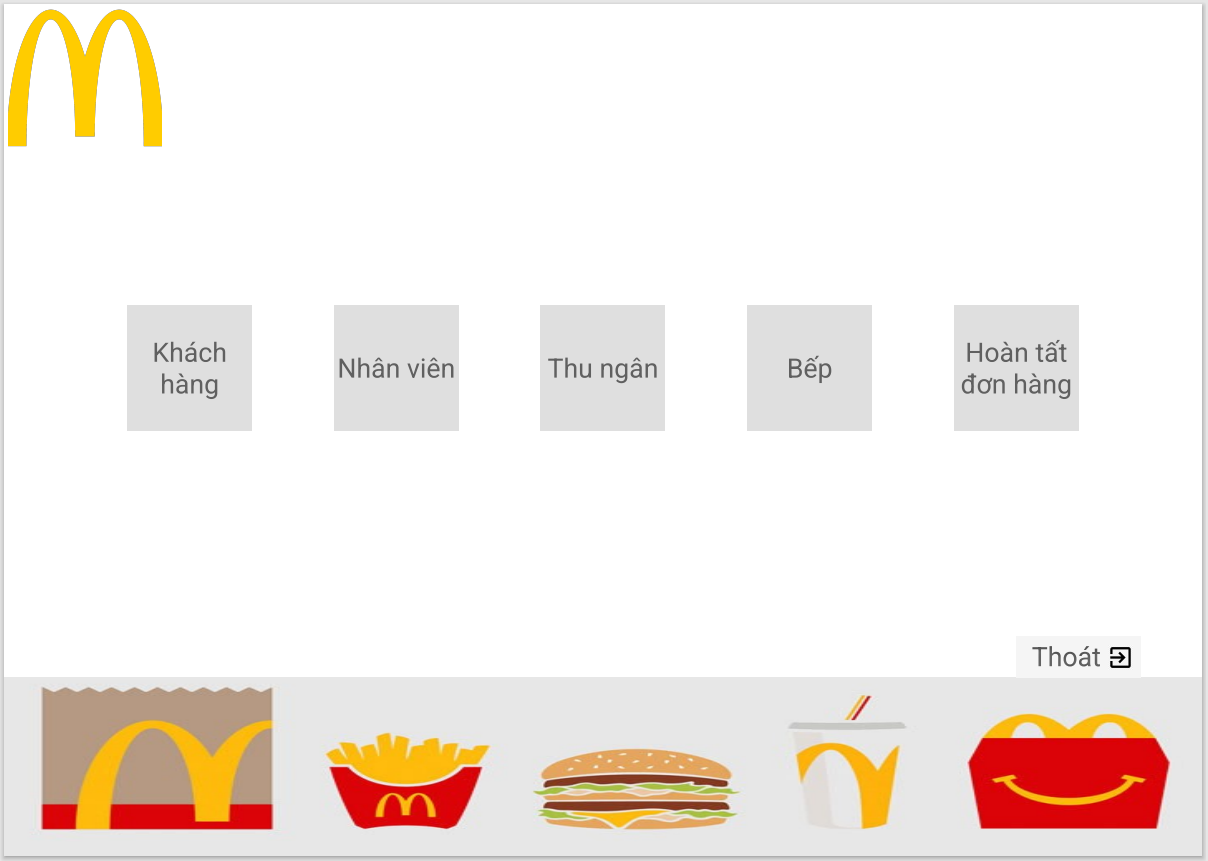 Khách
hàng
Nhân viên
Thu ngân
Bếp
Hoàn tất
đơn hàng
Thoát